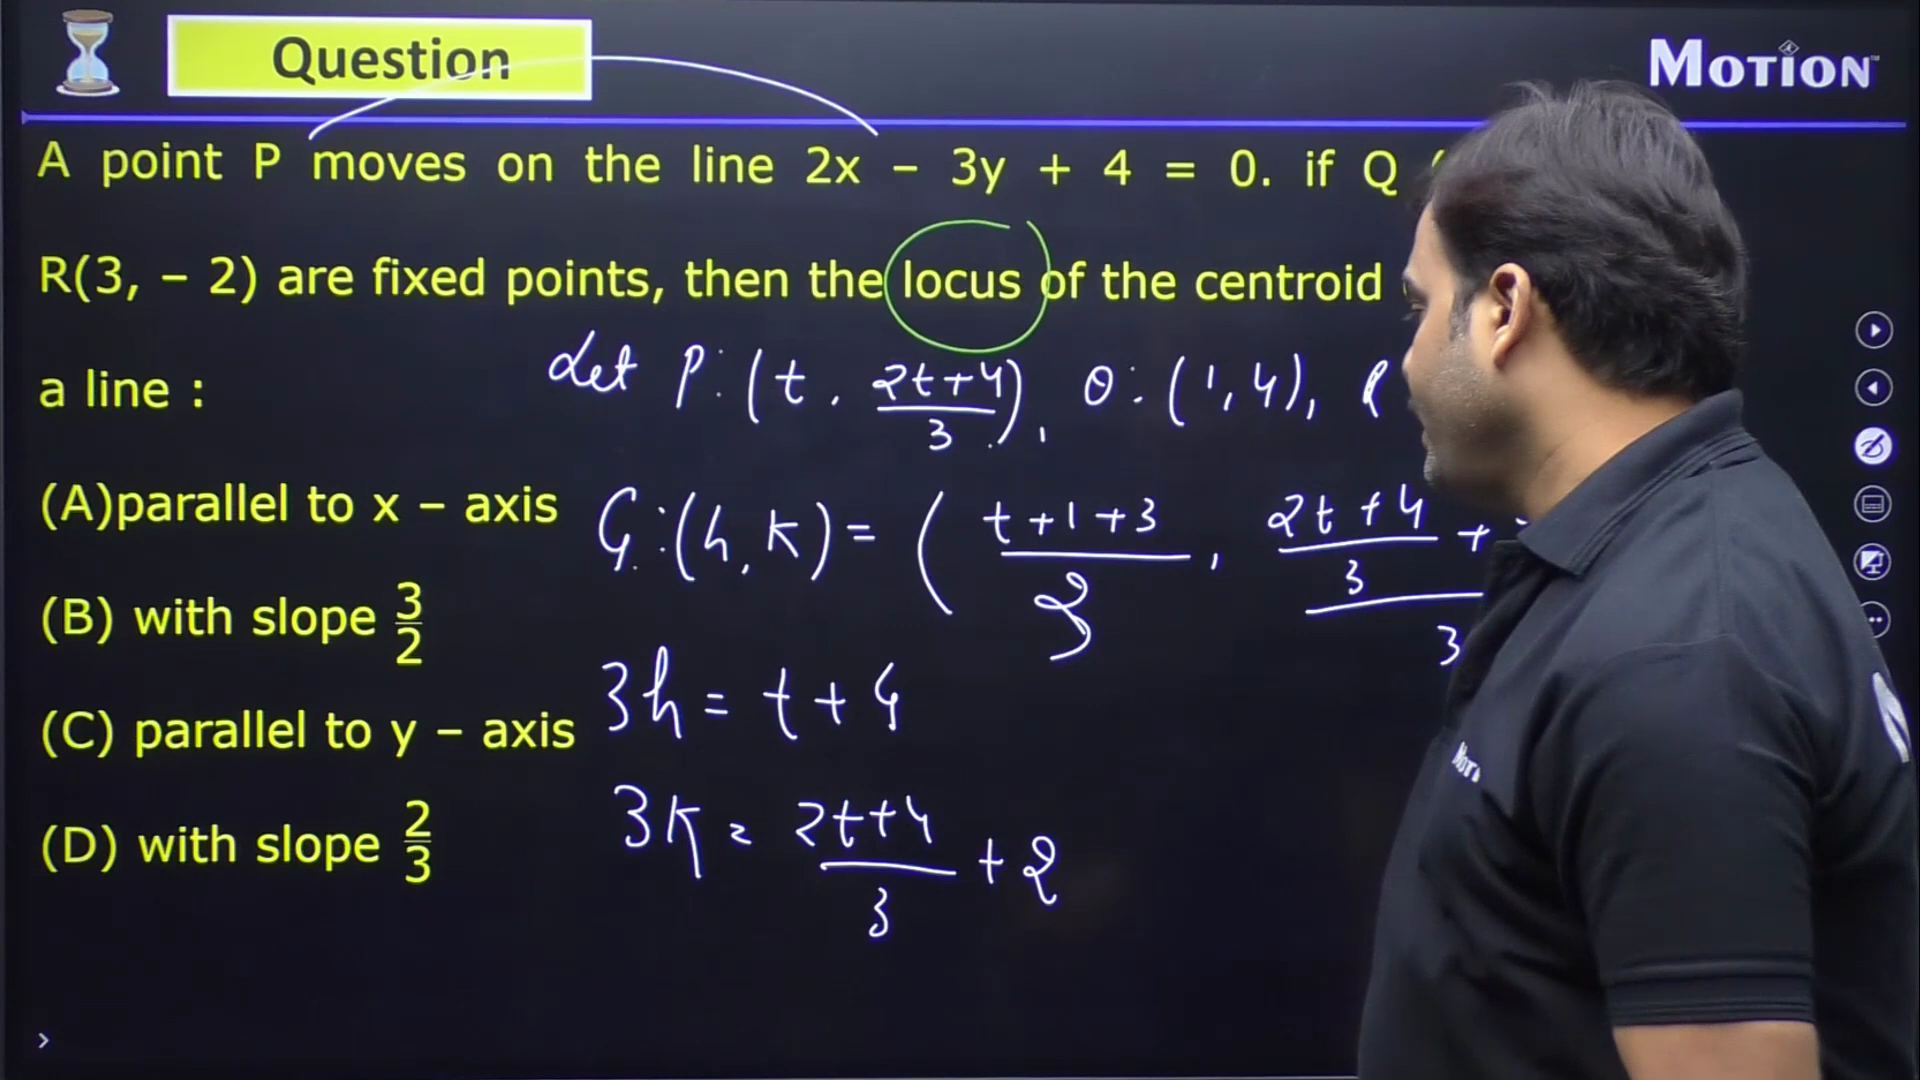 Question
MOTION
A point P moves on the line 2x – 3y + 4 = 0. if Q (
R(3, – 2) are fixed points, then the locus of the centroid
a line :
Let P: (t, 2t+4/3), Q: (1,4),
(A)parallel to x – axis
G: (h, k) = (t+1+3/3, 2t+4/3 +/3
(B) with slope 3/2
3h = t+4
(C) parallel to y – axis
3k = 2t+4/3 + 2
(D) with slope 2/3